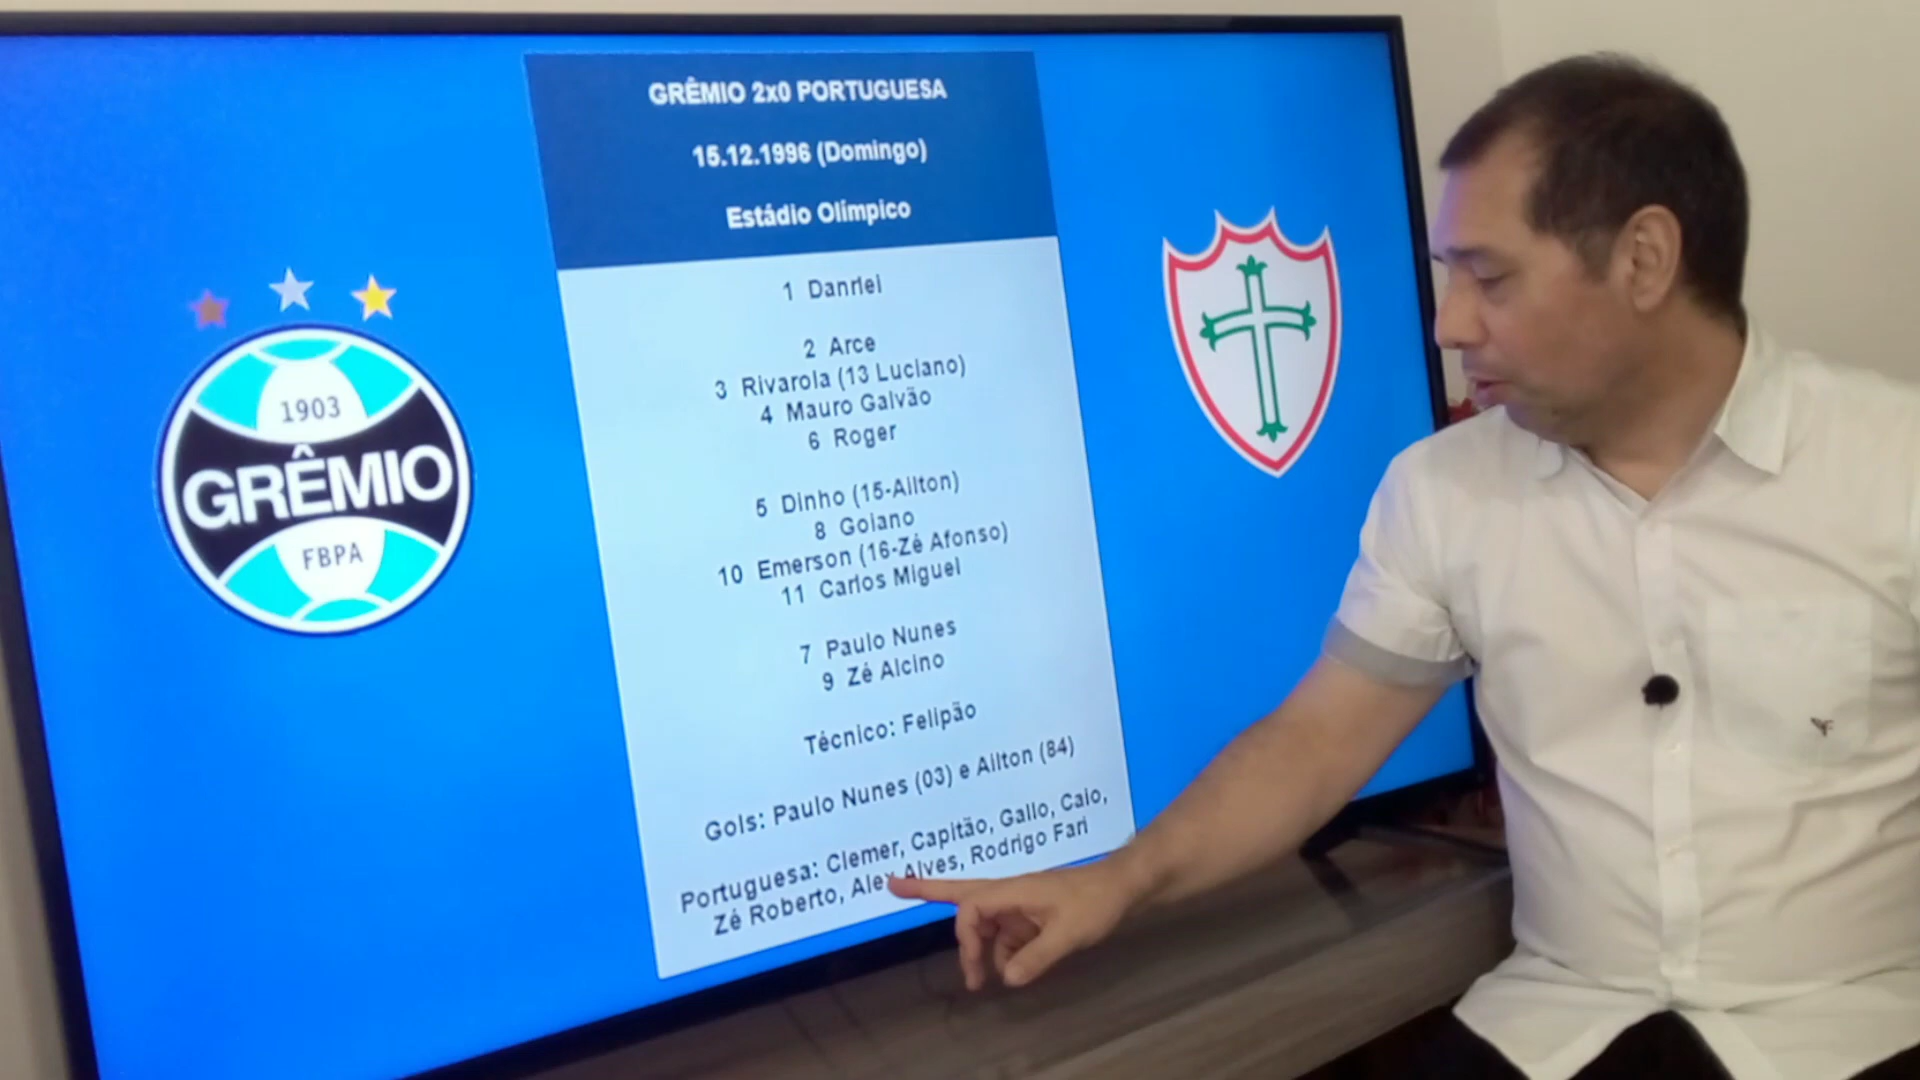 GRÊMIO 2x0 PORTUGUESA
15.12.1996 (Domingo)
Estádio Olímpico
1 Danrlei
2 Arce
3 Rivarola (13 Luciano)
4 Mauro Galvão
6 Roger
5 Dinho (15-Ailton)
8 Goiano
10 Emerson (16-Zé Afonso)
11 Carlos Miguel
7 Paulo Nunes
9 Zé Alcino
Técnico: Felipão
Gols: Paulo Nunes (03) e Ailton (84)
Portuguesa: Clemer, Capitão, Gallo, Caio,
Zé Roberto, Alex Alves, Rodrigo Fari
1903
GRÊMIO
FBPA